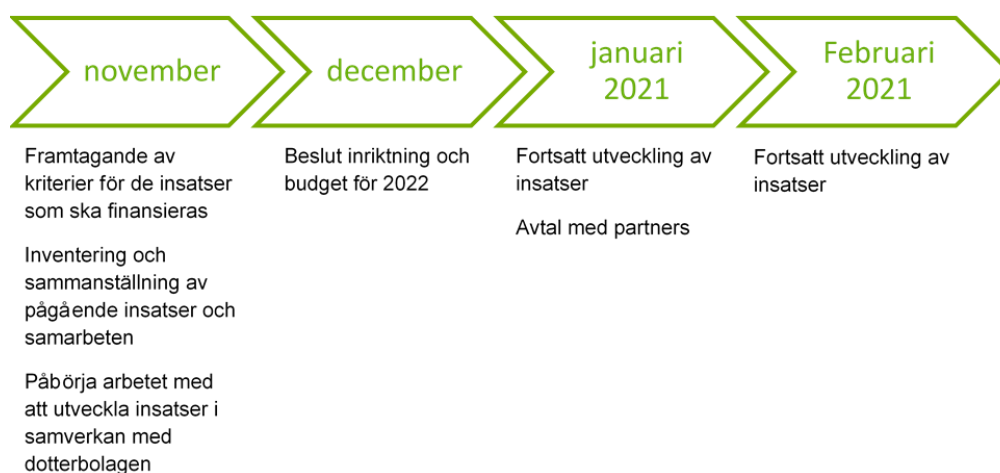 november
december
januari
2021
Februari
2021
Framtagande av
kriterier för de insatser
som ska finansieras
Inventering och
sammanställning av
pågående insatser och
samarbeten
Påbörja arbetet med
att utveckla insatser i
samverkan med
dotterbolagen
Beslut inriktning och
budget för 2022
Fortsatt utveckling av
insatser
Avtal med partners
Fortsatt utveckling av
insatser